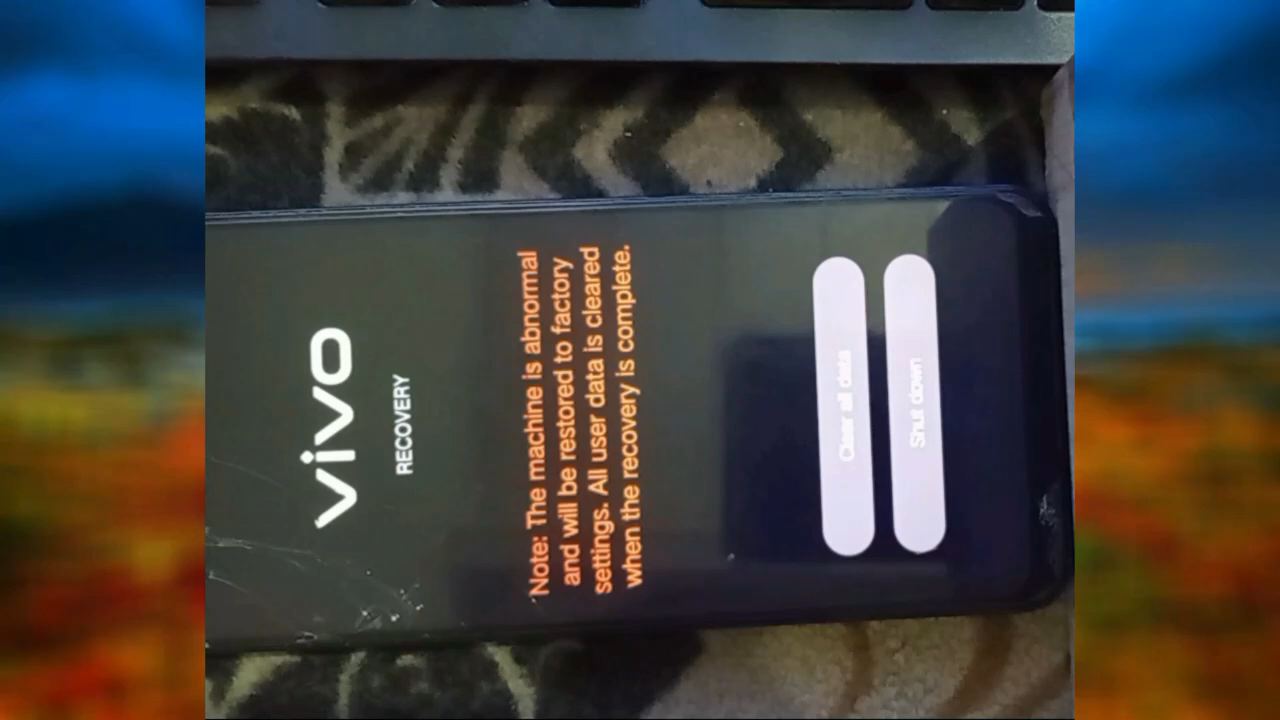 vivo
RECOVERY
Note: The machine is abnormal
and will be restored to factory
settings. All user data is cleared
when the recovery is complete.
Clear all data
Shut down